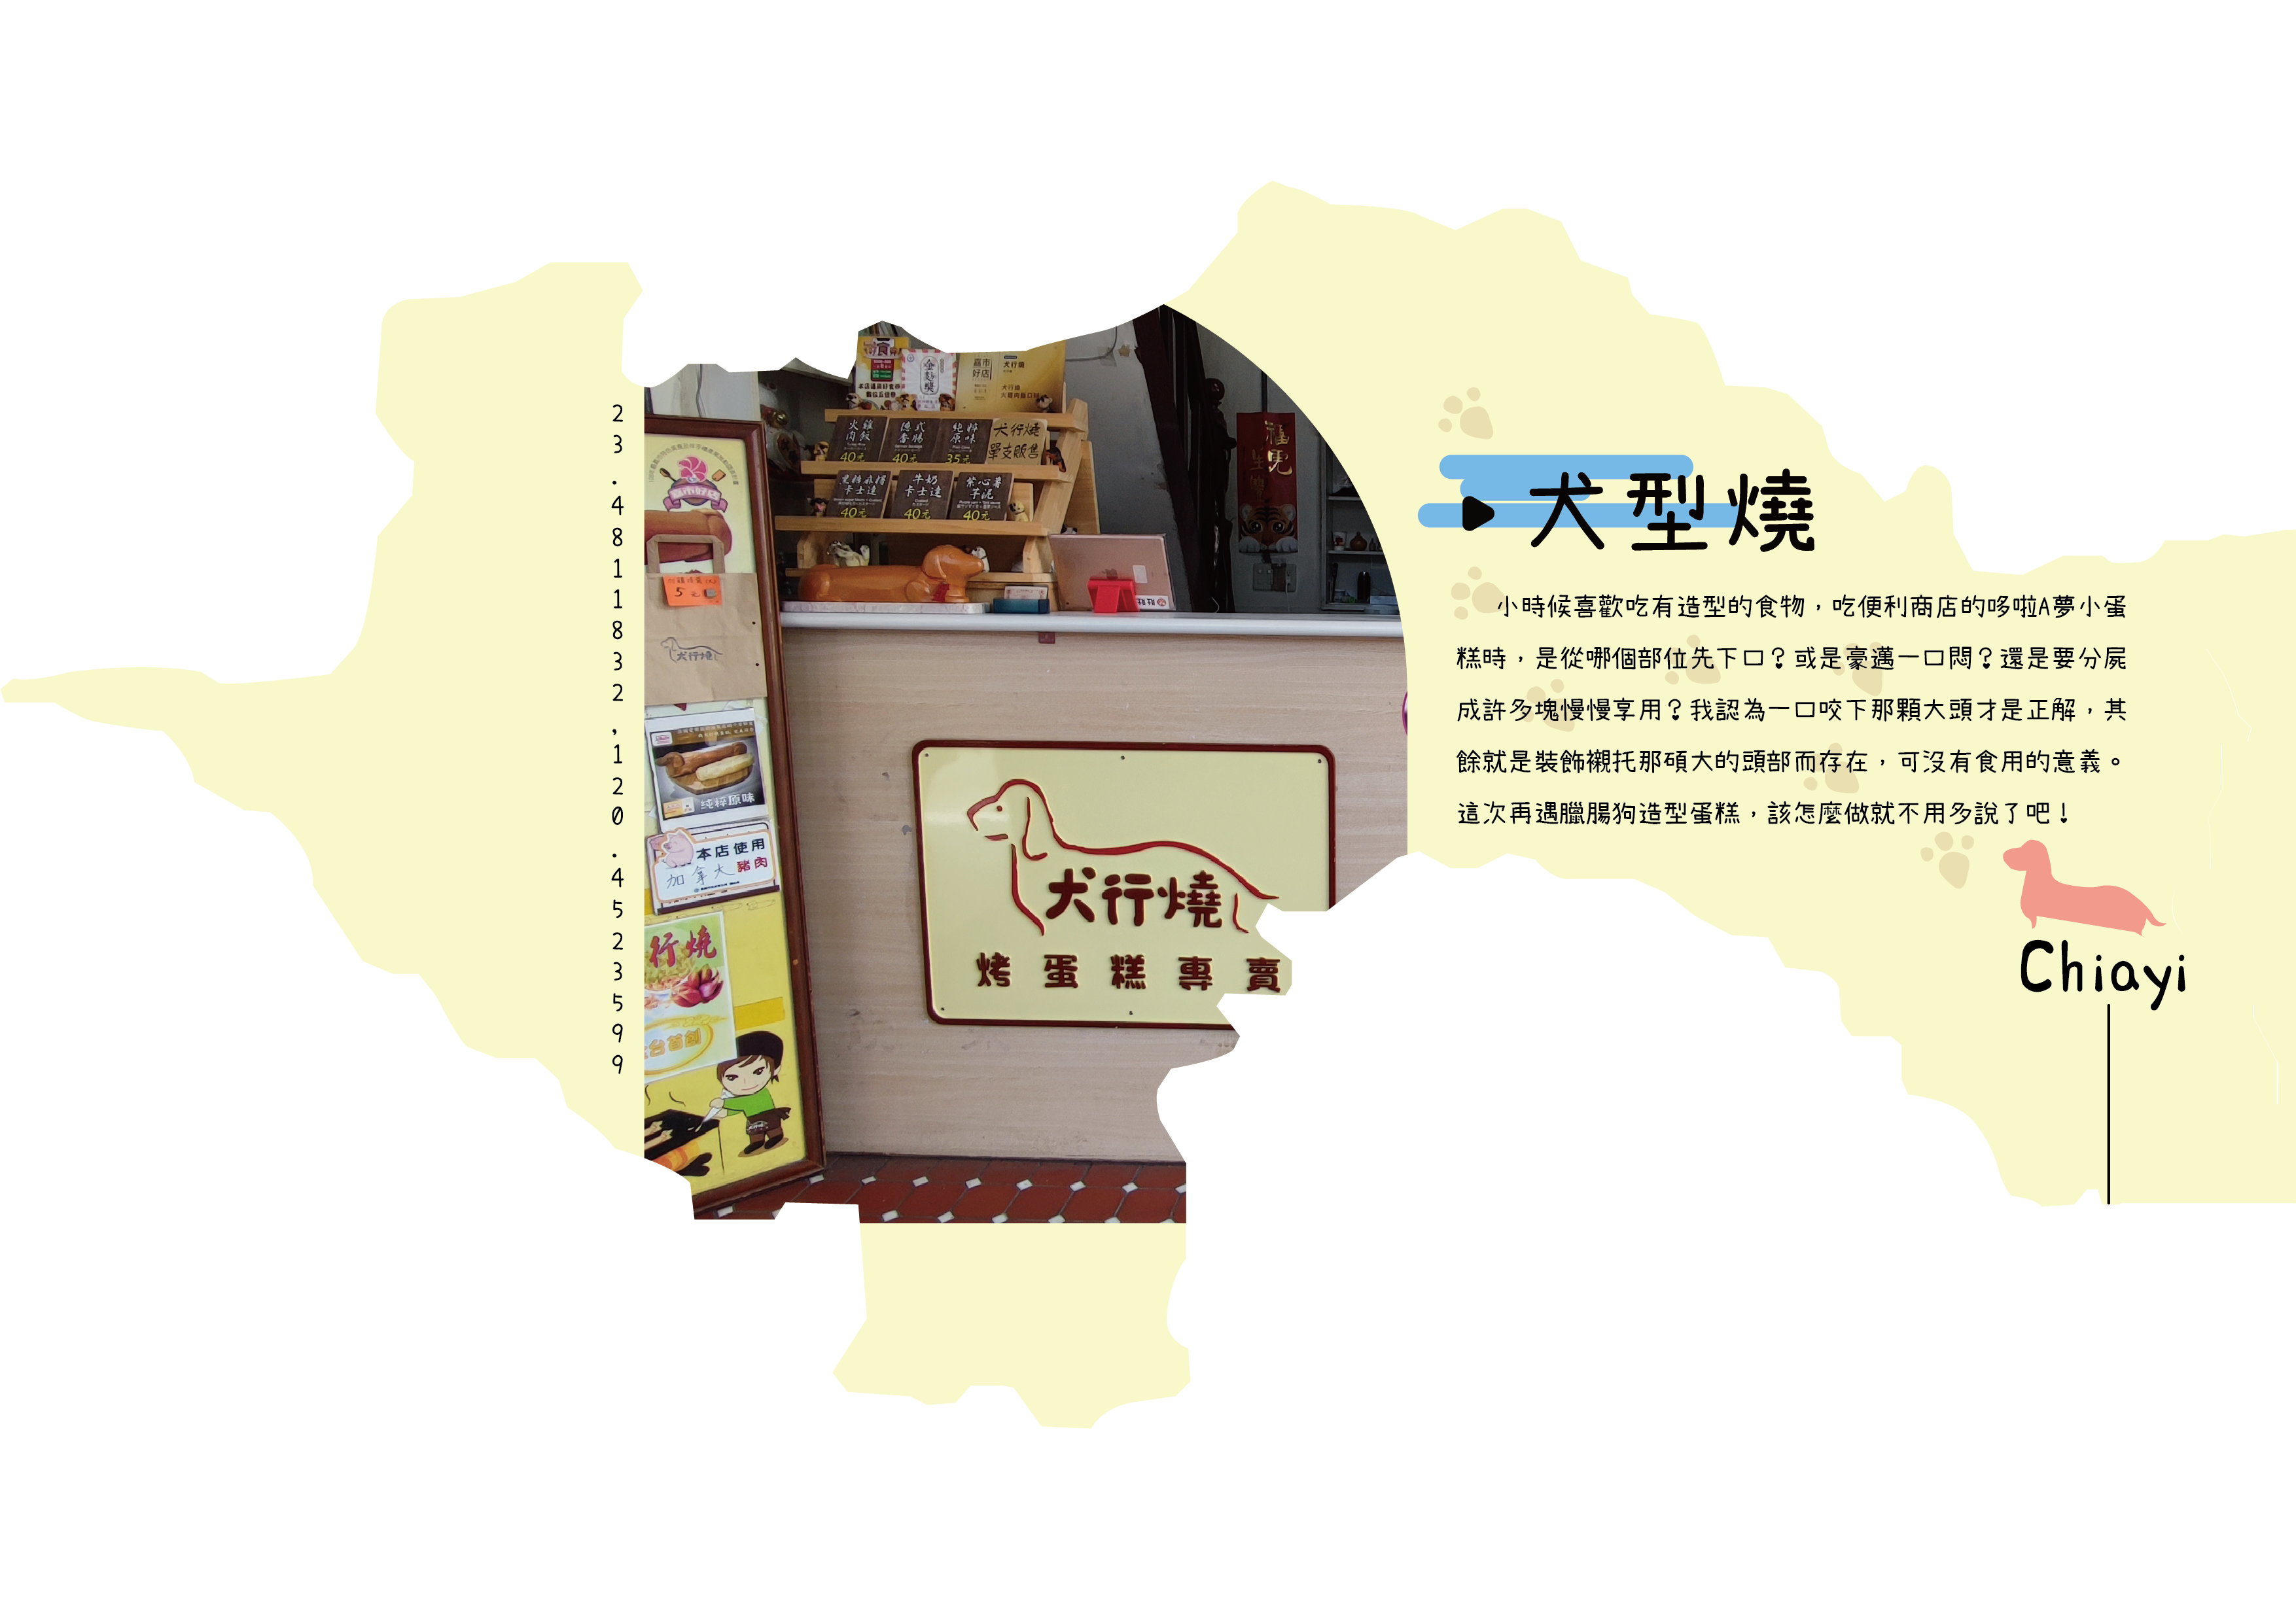 23.4811832,120.4523599
犬型燒
小時候喜歡吃有造型的食物，吃便利商店的哆啦A夢小蛋
糕時，是從哪個部位先下口？或是豪邁一口悶？還是要分屍
成許多塊慢慢享用？我認為一口咬下那顆大頭才是正解，其
餘就是裝飾襯托那碩大的頭部而存在，可沒有食用的意義。
這次再遇臘腸狗造型蛋糕，該怎麼做就不用多說了吧！
Chiayi
嘉市
好店
犬行燒
火雞
肉飯
40元
德式
香腸
40元
純粹
原味
35元
犬行燒
單支販售
黑糖麻糬
卡士達
40元
牛奶
卡士達
40元
紫心薯
芋泥
40元
5元
犬行燒
純粹原味
本店使用
加拿大豬肉
行燒
台首創
犬行燒
烤蛋糕專賣